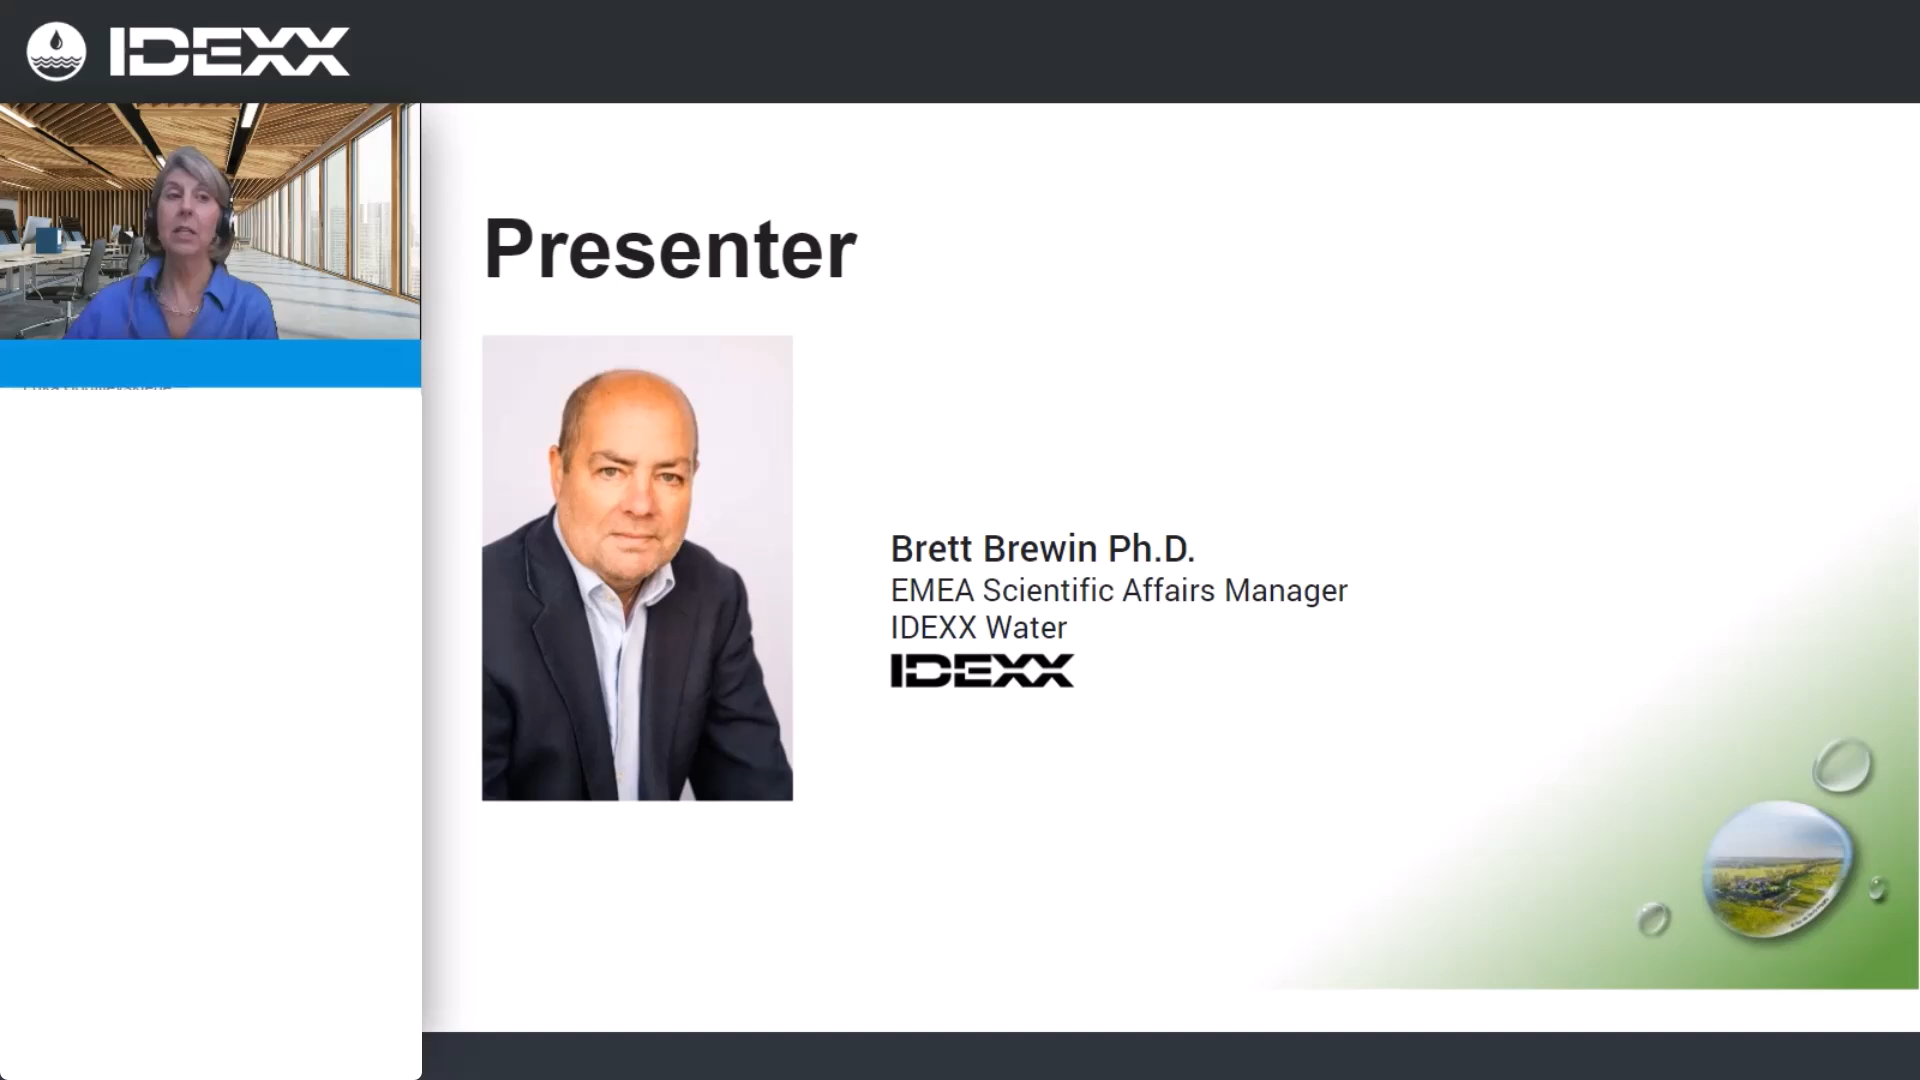 IDEXX
Presenter
Brett Brewin Ph.D.
EMEA Scientific Affairs Manager
IDEXX Water
IDEXX